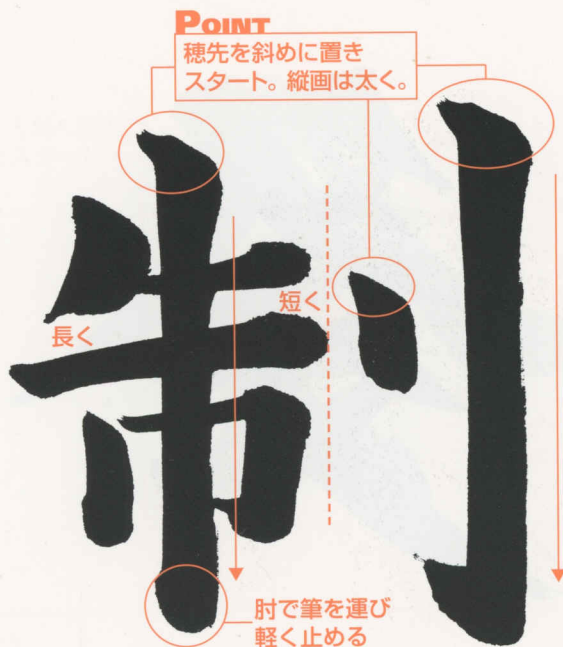 POINT
穂先を斜めに置き
スタート。縦画は太く。
制
長く
短く
肘で筆を運び
軽く止める